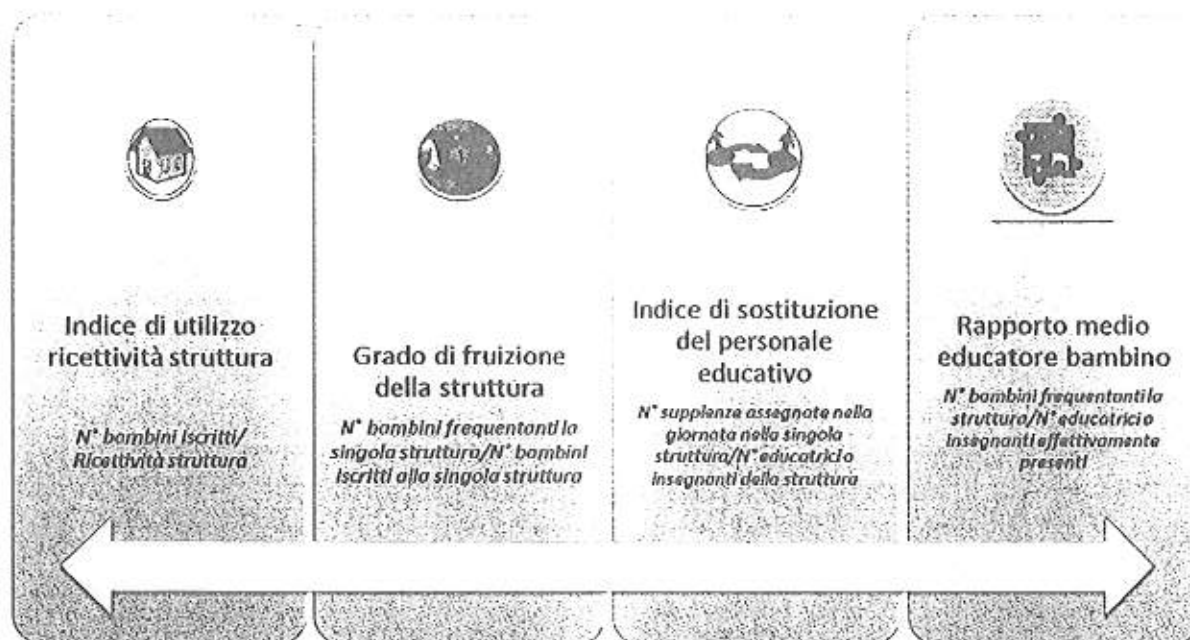 Indice di utilizzo
ricettività struttura
N° bambini iscritti/
Ricettività struttura
Grado di fruizione
della struttura
N° bambini frequentanti la
singola struttura/N° bambini
iscritti alla singola struttura
Indice di sostituzione
del personale
educativo
N° supplenze assegnate nella
giornata nella singola
struttura/N° educatrici o
insegnanti della struttura
Rapporto medio
educatore bambino
N° bambini frequentanti la
struttura/N° educatrici o
insegnanti effettivamente
presenti